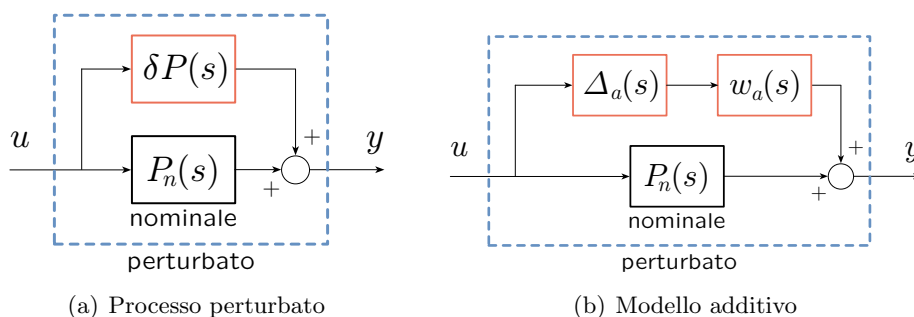 δP(s)
u
+
y
P_n(s)
+
nominale
perturbato
(a) Processo perturbato
Δ_a(s)
w_a(s)
u
+
y
P_n(s)
+
nominale
perturbato
(b) Modello additivo